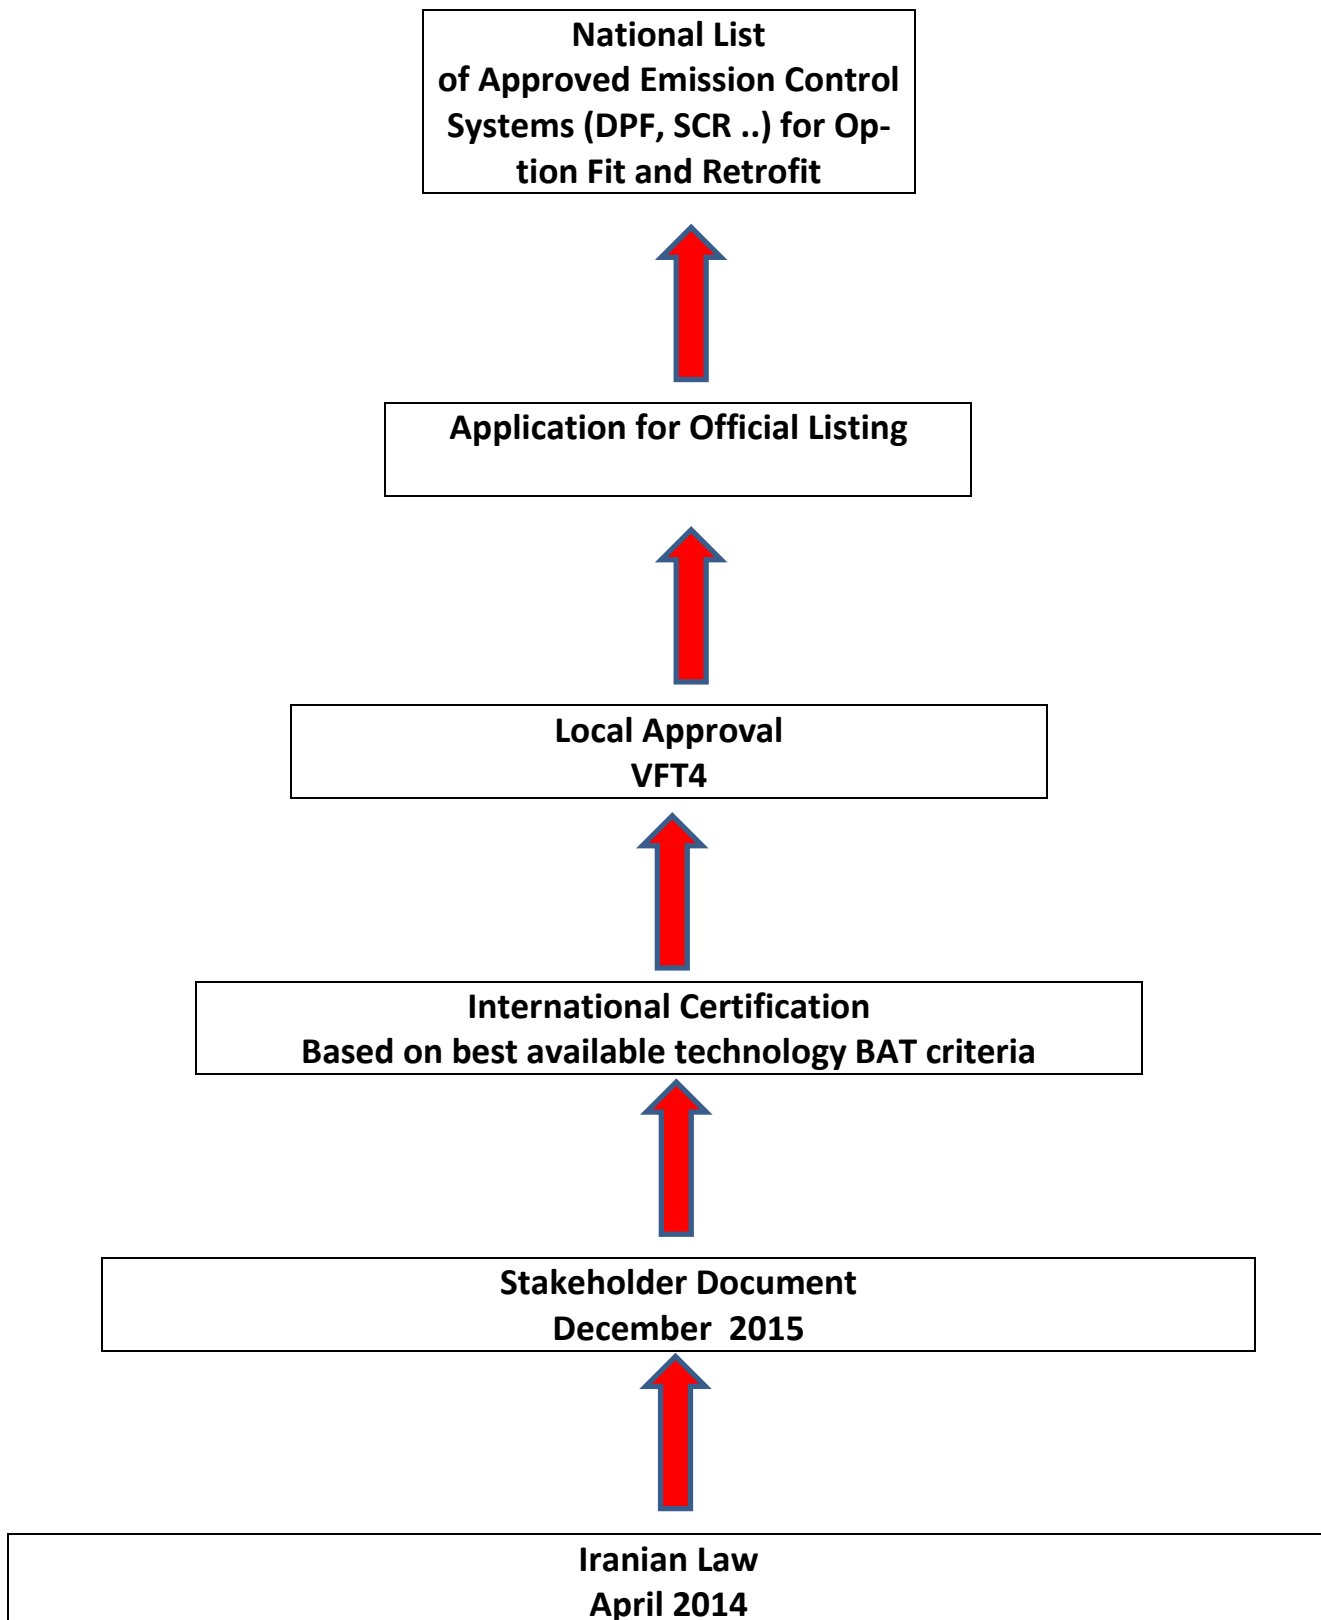 National List
of Approved Emission Control
Systems (DPF, SCR ..) for Op-
tion Fit and Retrofit
Application for Official Listing
Local Approval
VFT4
International Certification
Based on best available technology BAT criteria
Stakeholder Document
December  2015
Iranian Law
April 2014